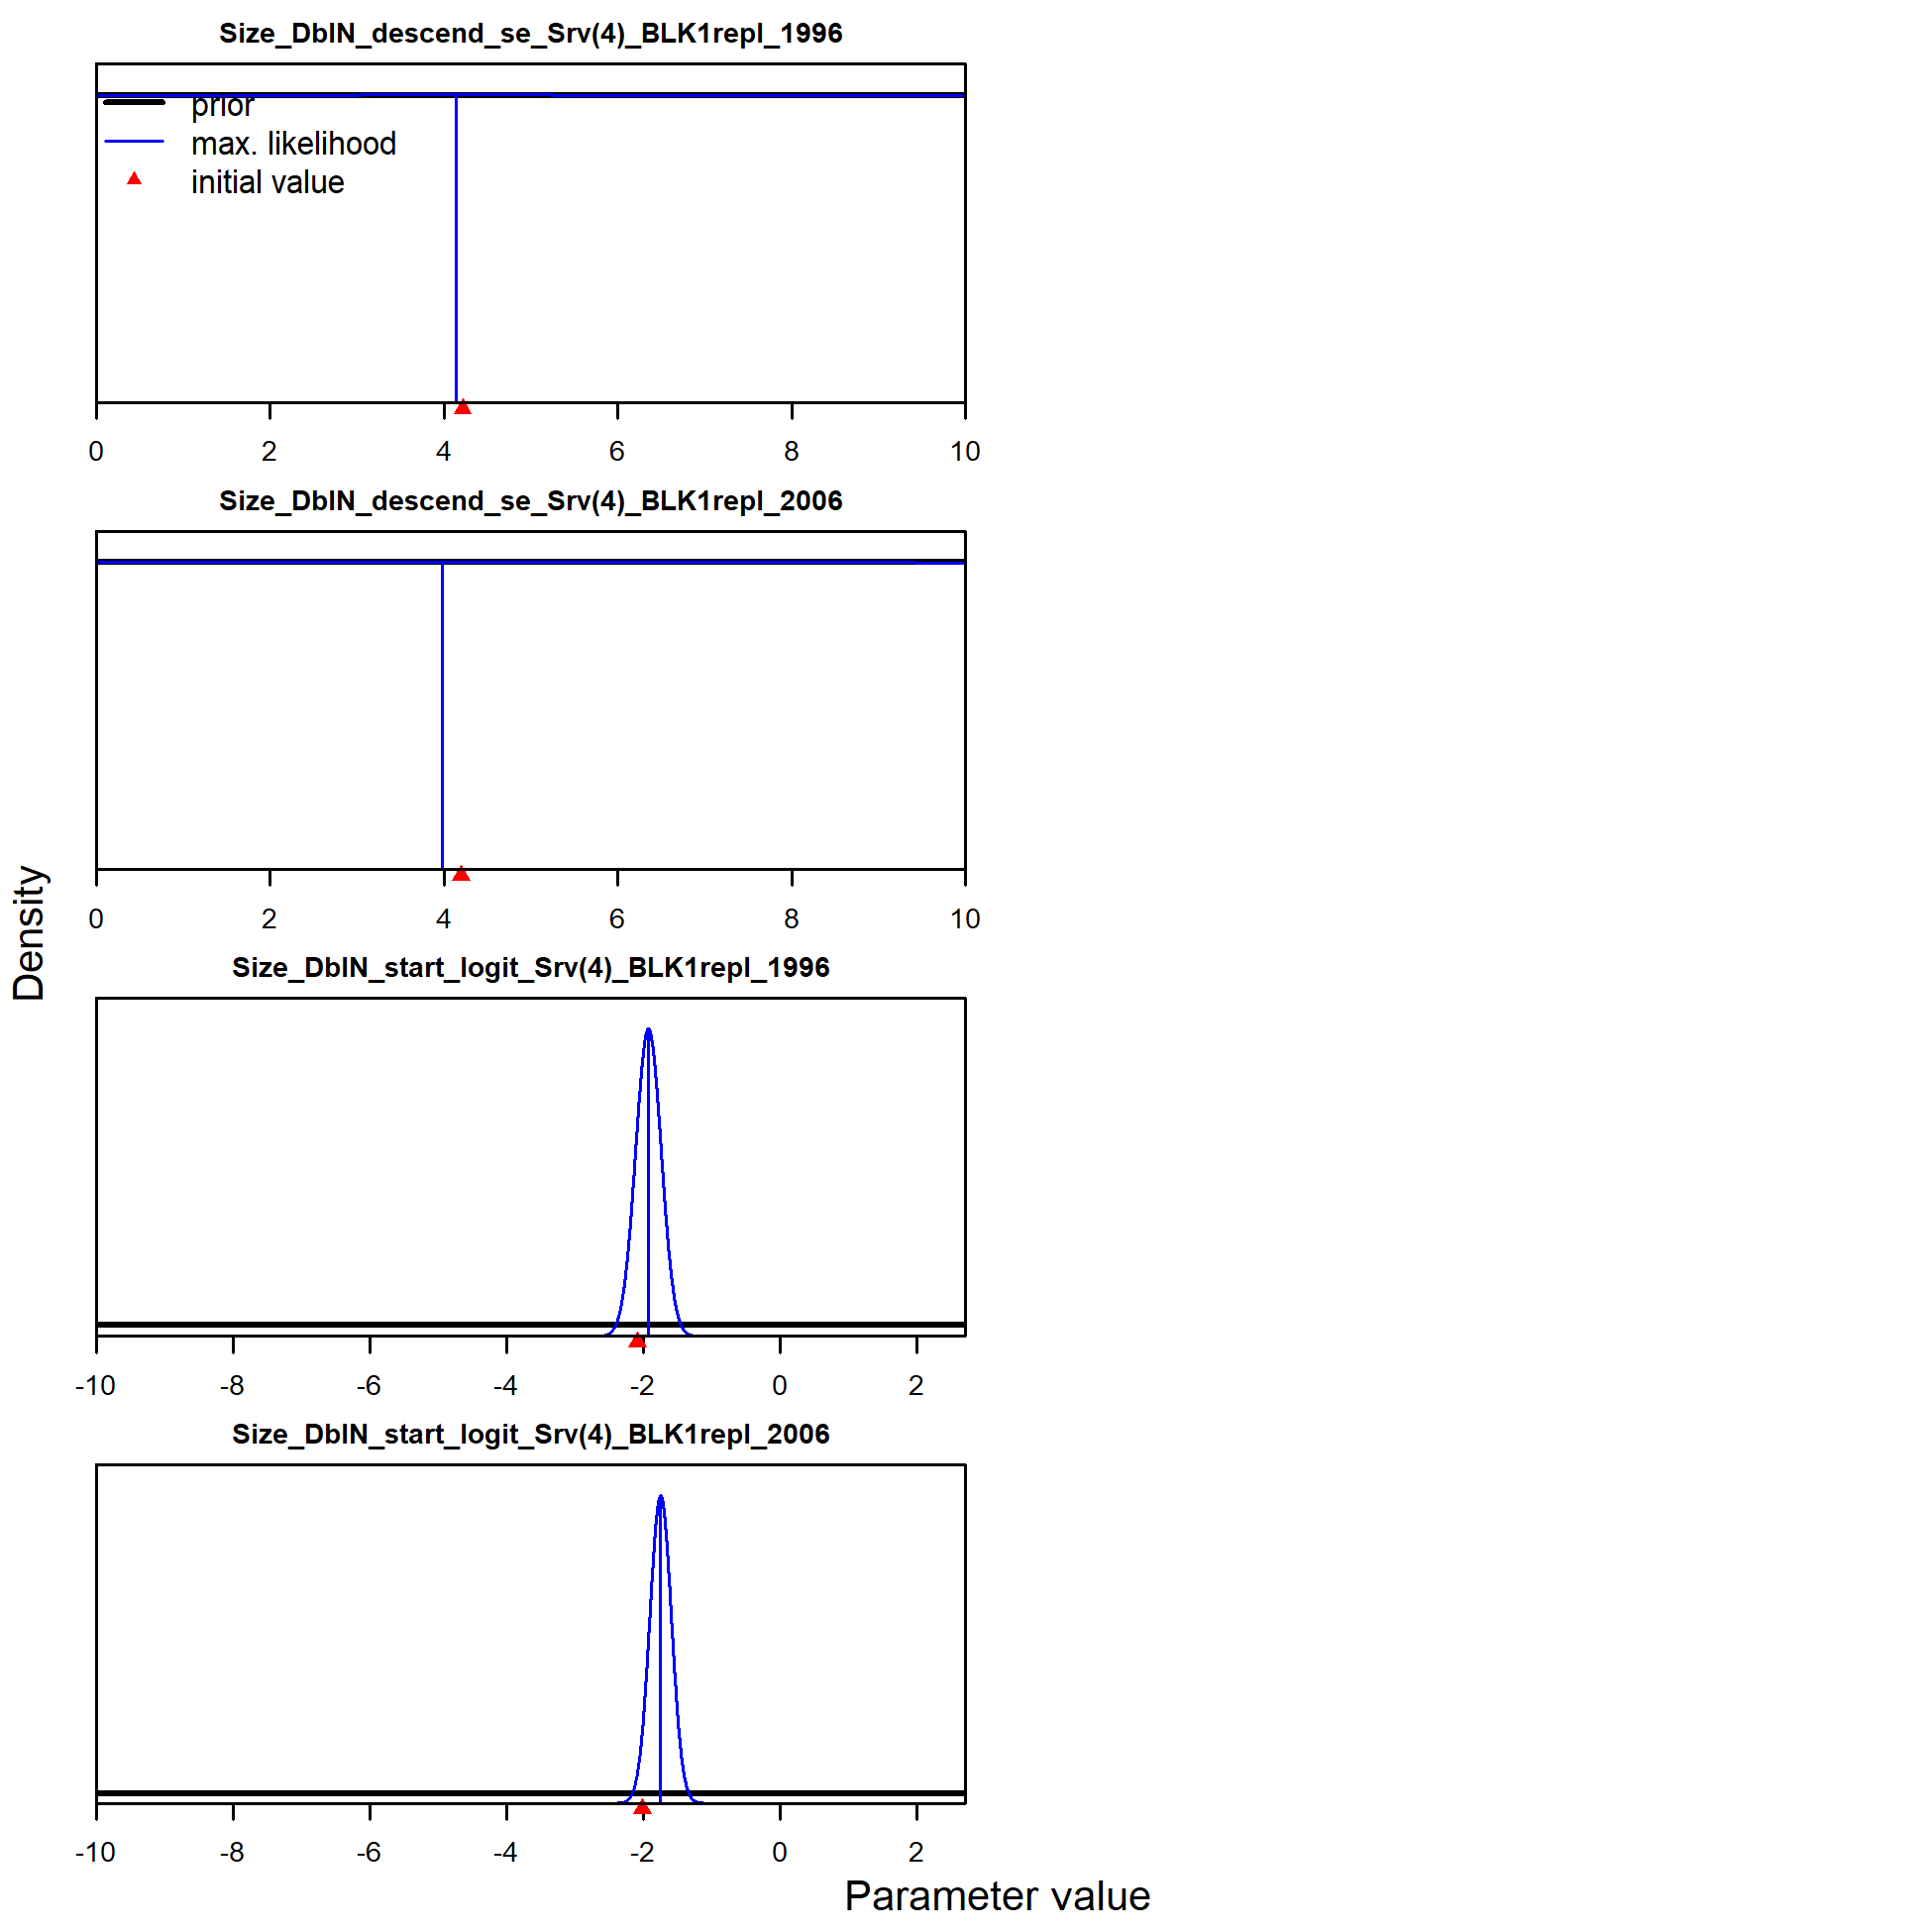 Size_DblN_descend_se_Srv(4)_BLK1repl_1996
prior
max. likelihood
initial value
0 2 4 6 8 10
Size_DblN_descend_se_Srv(4)_BLK1repl_2006
0 2 4 6 8 10
Density
Size_DblN_start_logit_Srv(4)_BLK1repl_1996
-10 -8 -6 -4 -2 0 2
Size_DblN_start_logit_Srv(4)_BLK1repl_2006
-10 -8 -6 -4 -2 0 2
Parameter value